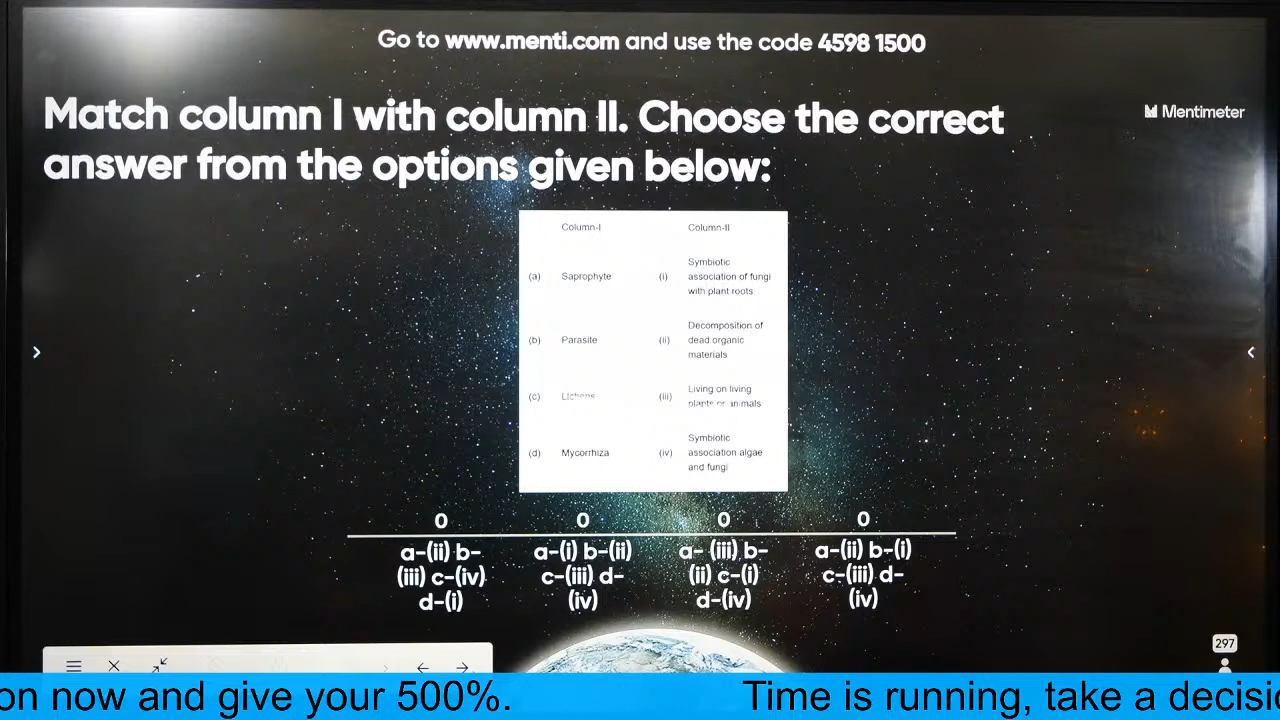 Go to www.menti.com and use the code 4598 1500
Match column I with column II. Choose the correct
answer from the options given below:
Mentimeter
Column-I Column-II
(a) Saprophyte (i) Symbiotic
association of fungi
with plant roots
(b) Parasite (ii) Decomposition of
dead organic
materials
(c) Lichens (iii) Living on living
plants or animals
(d) Mycorrhiza (iv) Symbiotic
association algae
and fungi
0 0 0 0
a-(ii) b-
(iii) c-(iv)
d-(i)
a-(i) b-(ii)
c-(iii) d-
(iv)
a- (iii) b-
(ii) c-(i)
d-(iv)
a-(ii) b-(i)
c-(iii) d-
(iv)
297
on now and give your 500%. Time is running, take a decisi